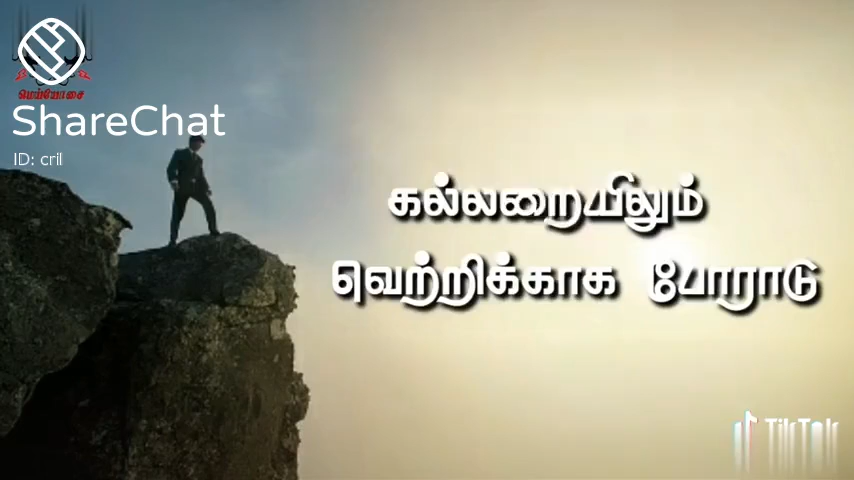 மெய்யோசை
ShareChat
ID: cril
கல்லறையிலும்
வெற்றிக்காக போராடு
TikTok